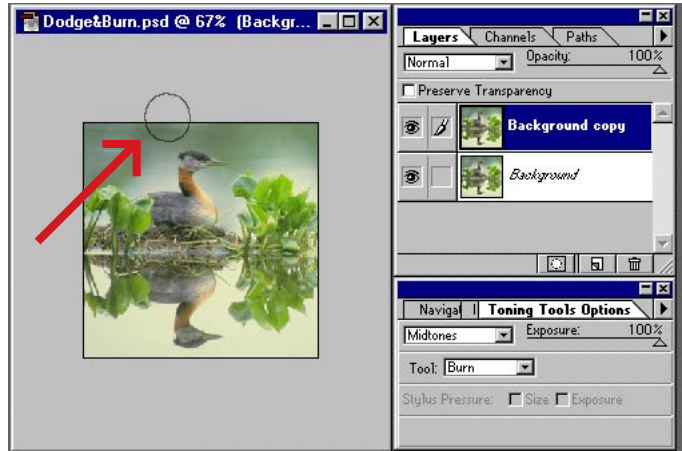 Dodge&Burn.psd @ 67% (Backgr...
Layers Channels Paths
Normal Opacity: 100%
Preserve Transparency
Background copy
Background
Navigat Toning Tools Options
Midtones Exposure: 100%
Tool: Burn
Stylus Pressure: Size Exposure